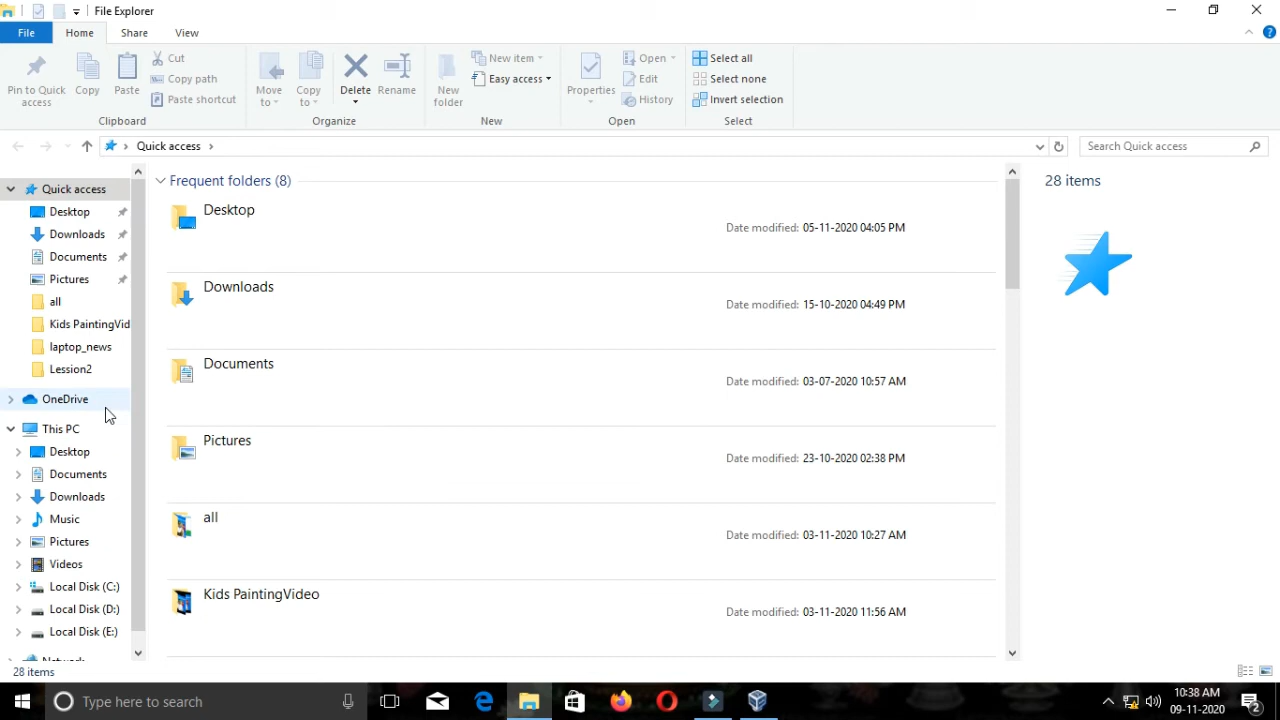 File Explorer
File Home Share View
Pin to Quick access
Copy
Paste
Cut
Copy path
Paste shortcut
Clipboard
Move to
Copy to
Delete
Rename
Organize
New folder
New item
Easy access
New
Properties
Open
Edit
History
Open
Select all
Select none
Invert selection
Select
Quick access
Search Quick access
Quick access
Desktop
Downloads
Documents
Pictures
all
Kids PaintingVid
laptop_news
Lession2
OneDrive
This PC
Desktop
Documents
Downloads
Music
Pictures
Videos
Local Disk (C:)
Local Disk (D:)
Local Disk (E:)
Network
Frequent folders (8)
Desktop
Date modified: 05-11-2020 04:05 PM
Downloads
Date modified: 15-10-2020 04:49 PM
Documents
Date modified: 03-07-2020 10:57 AM
Pictures
Date modified: 23-10-2020 02:38 PM
all
Date modified: 03-11-2020 10:27 AM
Kids PaintingVideo
Date modified: 03-11-2020 11:56 AM
28 items
28 items
Type here to search
10:38 AM
09-11-2020
2